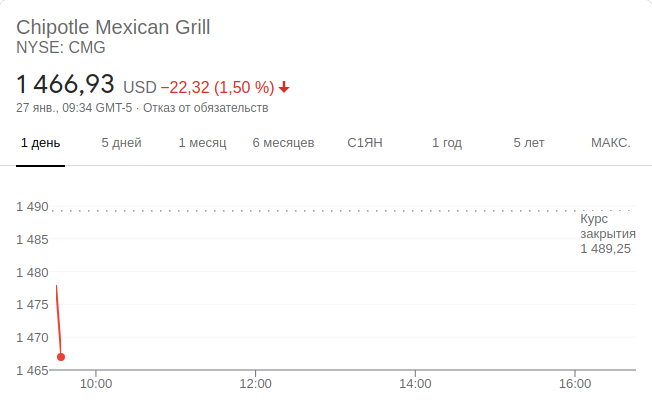 Chipotle Mexican Grill
NYSE: CMG
1 466,93 USD −22,32 (1,50 %)
27 янв., 09:34 GMT-5 · Отказ от обязательств
1 день 5 дней 1 месяц 6 месяцев С1ЯН 1 год 5 лет МАКС.
1 490
Курс
закрытия
1 489,25
1 485
1 480
1 475
1 470
1 465
10:00 12:00 14:00 16:00